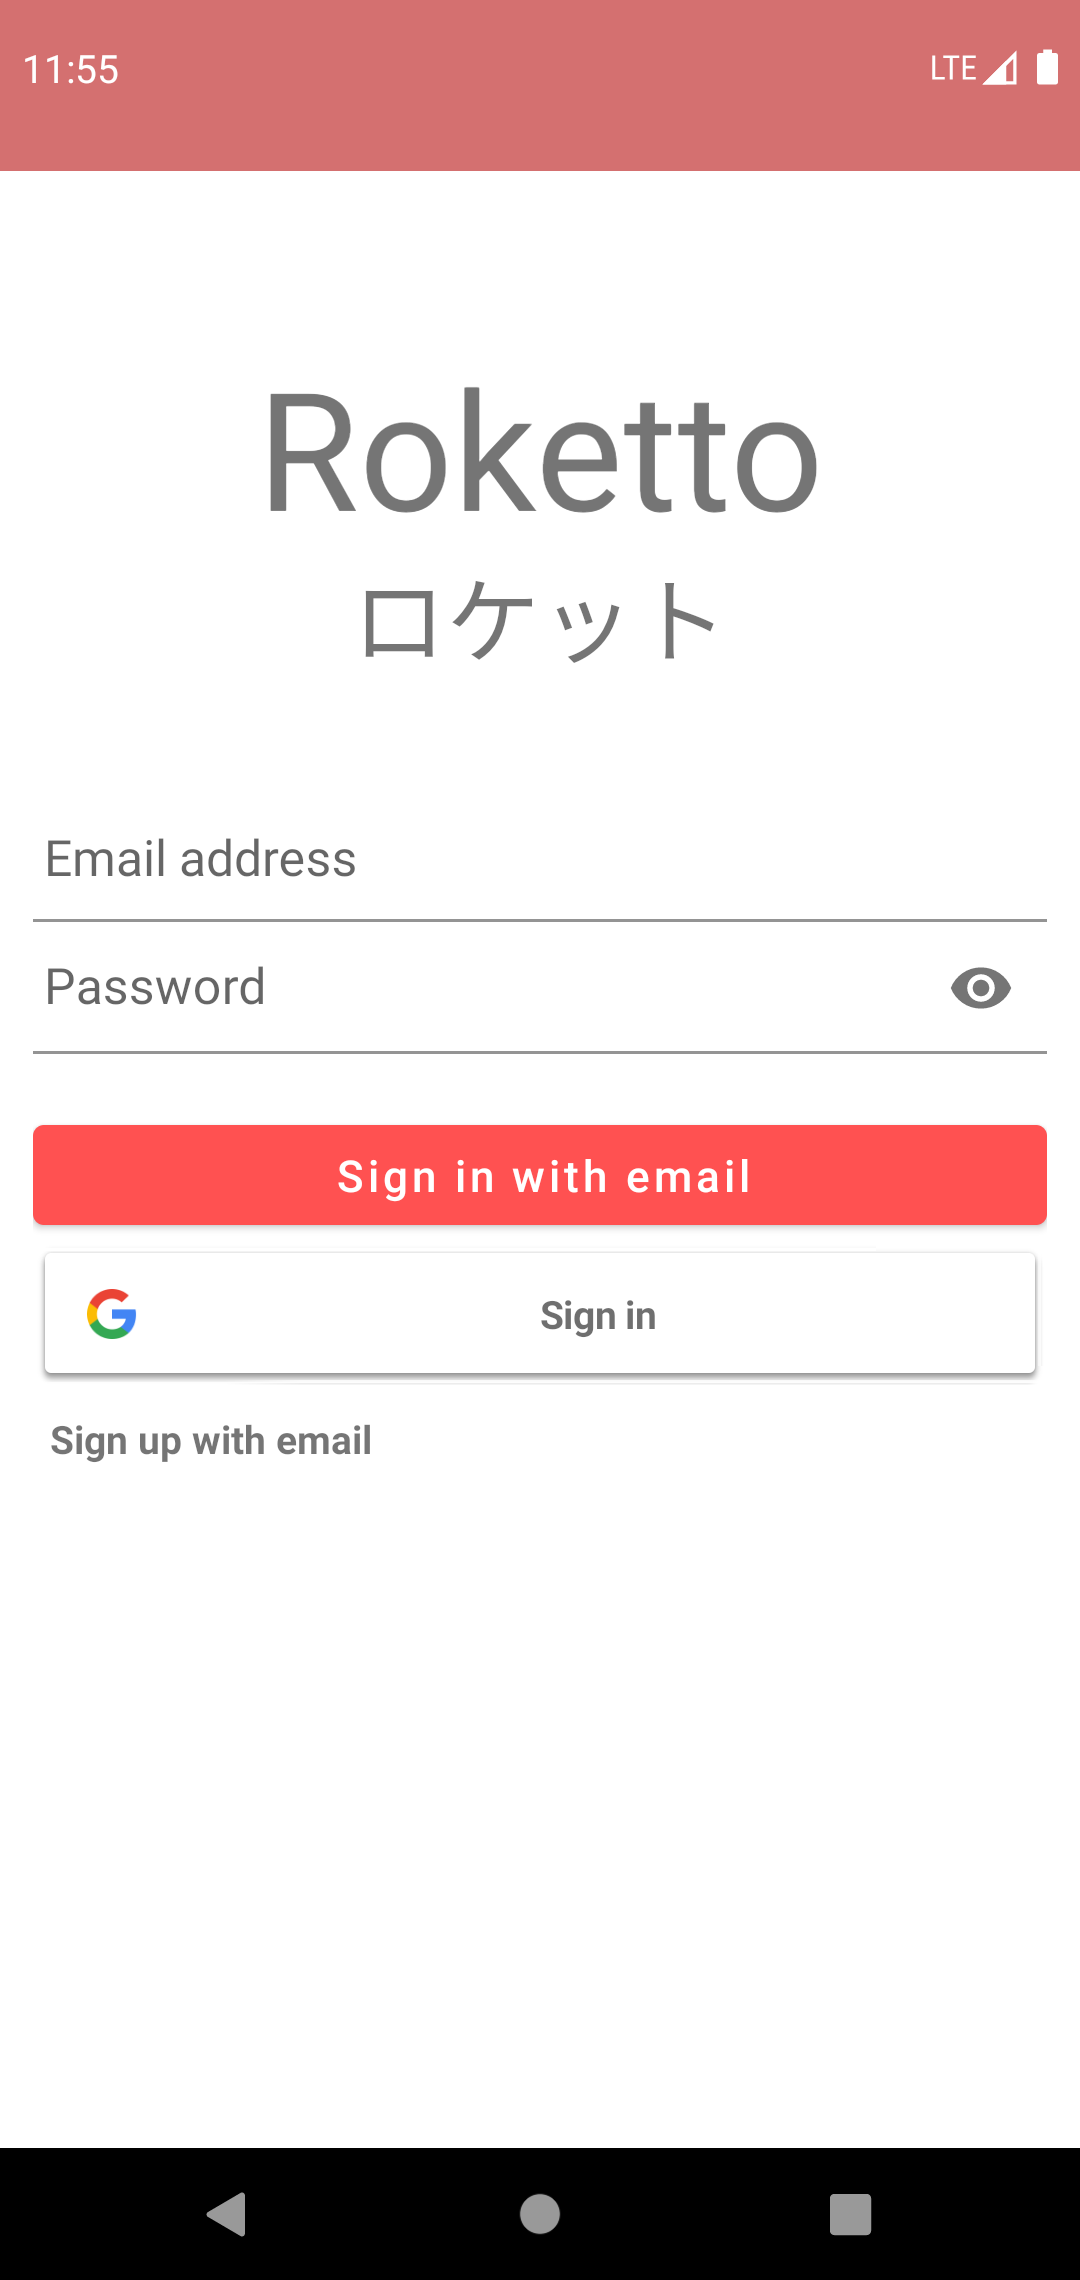 11:55
LTE
Roketto
ロケット
Email address
Password
Sign in with email
Sign in
Sign up with email